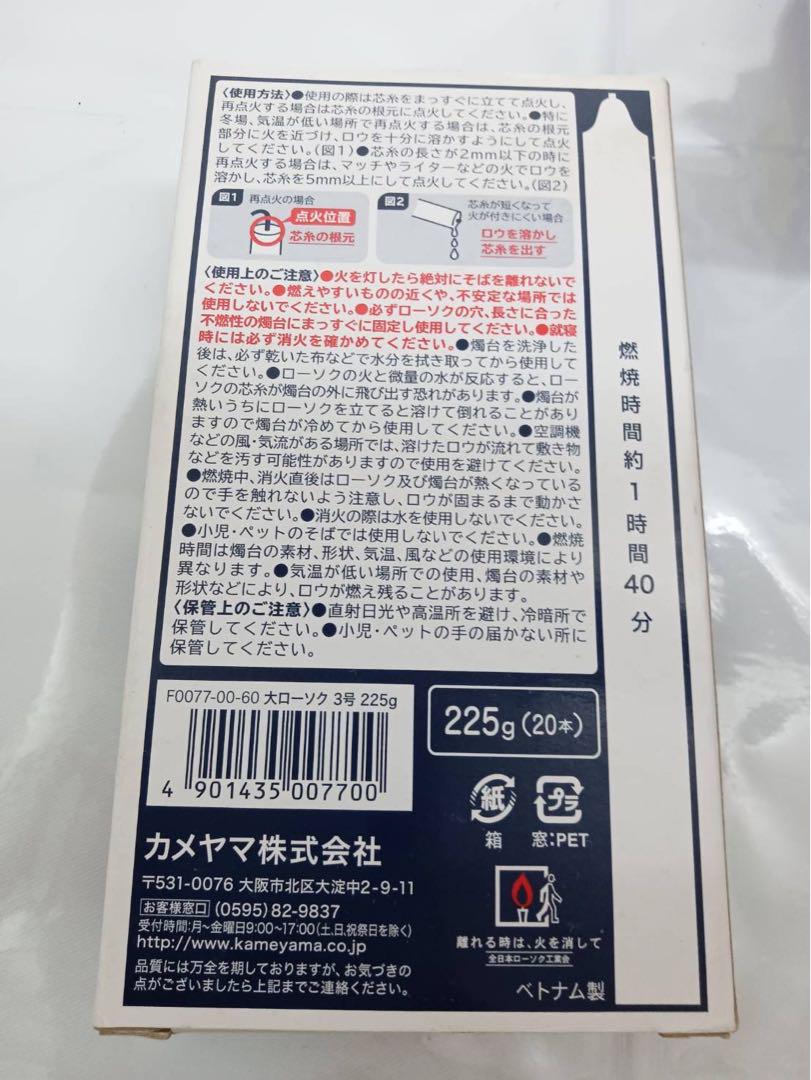 〈使用方法〉●使用の際は芯糸をまっすぐに立てて点火し、
再点火する場合は芯糸の根元に点火してください。●特に
冬場、気温が低い場所で再点火する場合は、芯糸の根元
部分に火を近づけ、ロウを十分に溶かすようにして点火
してください。(図1)●芯糸の長さが2mm以下の時に
再点火する場合は、マッチやライターなどの火でロウを
溶かし、芯糸を5mm以上にして点火してください。(図2)
図1 再点火の場合
点火位置
芯糸の根元
図2 芯糸が短くなって
火が付きにくい場合
ロウを溶かし
芯糸を出す
〈使用上のご注意〉●火を灯したら絶対にそばを離れないで
ください。●燃えやすいものの近くや、不安定な場所では
使用しないでください。●必ずローソクの穴、長さに合った
不燃性の燭台にまっすぐに固定し使用してください。●就寝
時には必ず消火を確かめてください。●燭台を洗浄した
後は、必ず乾いた布などで水分を拭き取ってから使用して
ください。●ローソクの火と微量の水が反応すると、ロー
ソクの芯糸が燭台の外に飛び出す恐れがあります。●燭台が
熱いうちにローソクを立てると溶けて倒れることがあり
ますので燭台が冷めてから使用してください。●空調機
などの風・気流がある場所では、溶けたロウが流れて敷き物
などを汚す可能性がありますので使用を避けてください。
●燃焼中、消火直後はローソク及び燭台が熱くなっている
ので手を触れないよう注意し、ロウが固まるまで動かさ
ないでください。●消火の際は水を使用しないでください。
●小児・ペットのそばでは使用しないでください。●燃焼
時間は燭台の素材、形状、気温、風などの使用環境により
異なります。●気温が低い場所での使用、燭台の素材や
形状などにより、ロウが燃え残ることがあります。
〈保管上のご注意〉●直射日光や高温所を避け、冷暗所で
保管してください。●小児・ペットの手の届かない所に
保管してください。
燃焼時間約1時間40分
F0077-00-60 大ローソク 3号 225g
4 901435 007700
225g(20本)
紙
箱
プラ
窓:PET
カメヤマ株式会社
〒531-0076 大阪市北区大淀中2-9-11
お客様窓口 (0595)82-9837
受付時間:月~金曜日9:00~17:00(土、日、祝祭日を除く)
http://www.kameyama.co.jp
品質には万全を期しておりますが、お気づきの
点がございましたら上記までご連絡ください。
離れる時は、火を消して
全日本ローソク工業会
ベトナム製